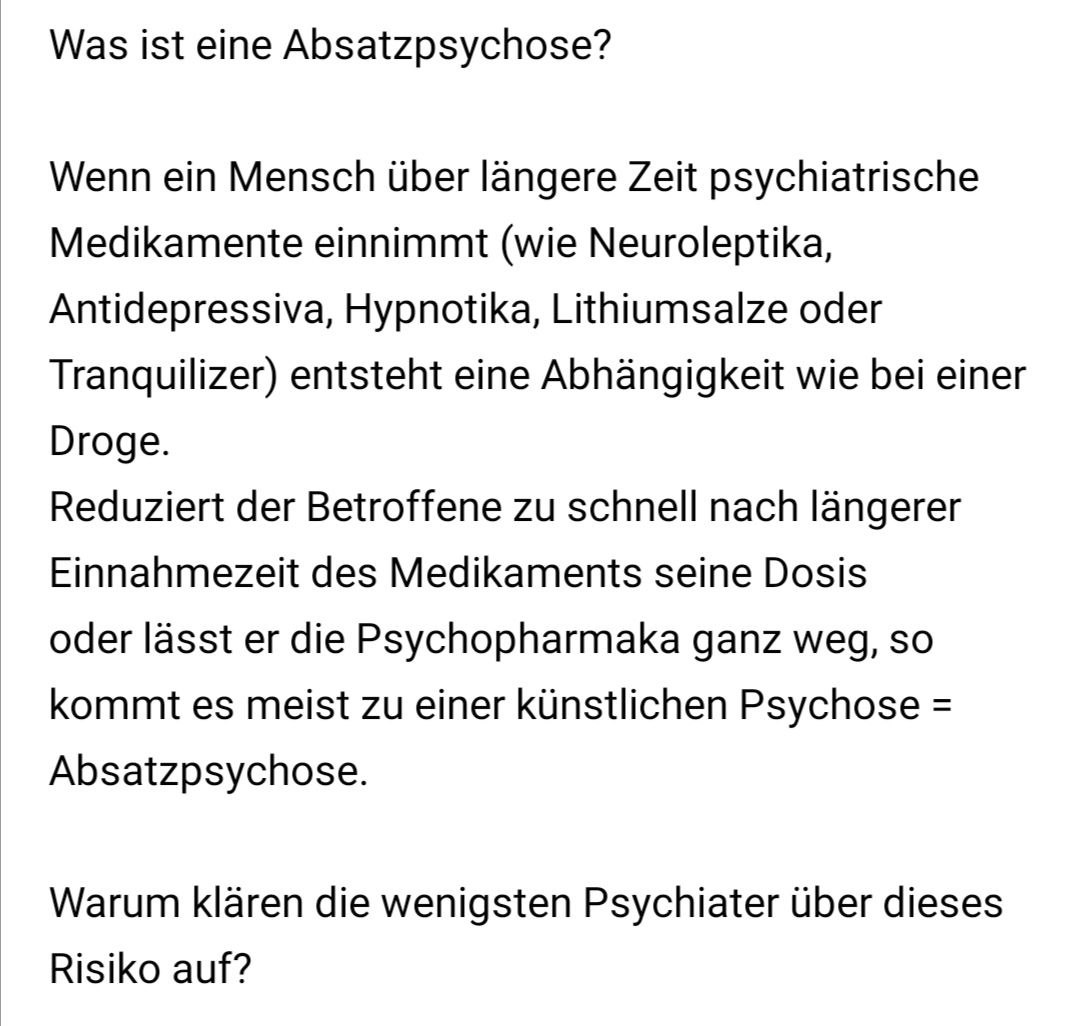 Was ist eine Absatzpsychose?
Wenn ein Mensch über längere Zeit psychiatrische
Medikamente einnimmt (wie Neuroleptika,
Antidepressiva, Hypnotika, Lithiumsalze oder
Tranquilizer) entsteht eine Abhängigkeit wie bei einer
Droge.
Reduziert der Betroffene zu schnell nach längerer
Einnahmezeit des Medikaments seine Dosis
oder lässt er die Psychopharmaka ganz weg, so
kommt es meist zu einer künstlichen Psychose =
Absatzpsychose.
Warum klären die wenigsten Psychiater über dieses
Risiko auf?